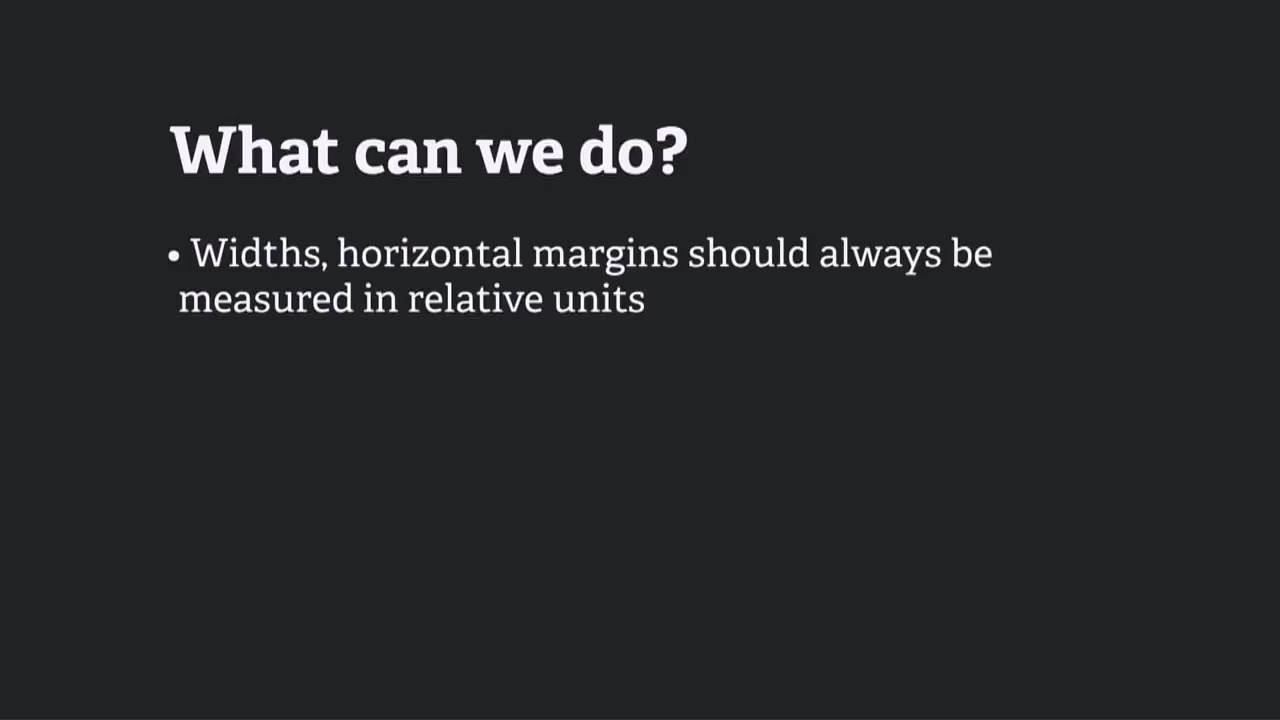 What can we do?
• Widths, horizontal margins should always be
measured in relative units